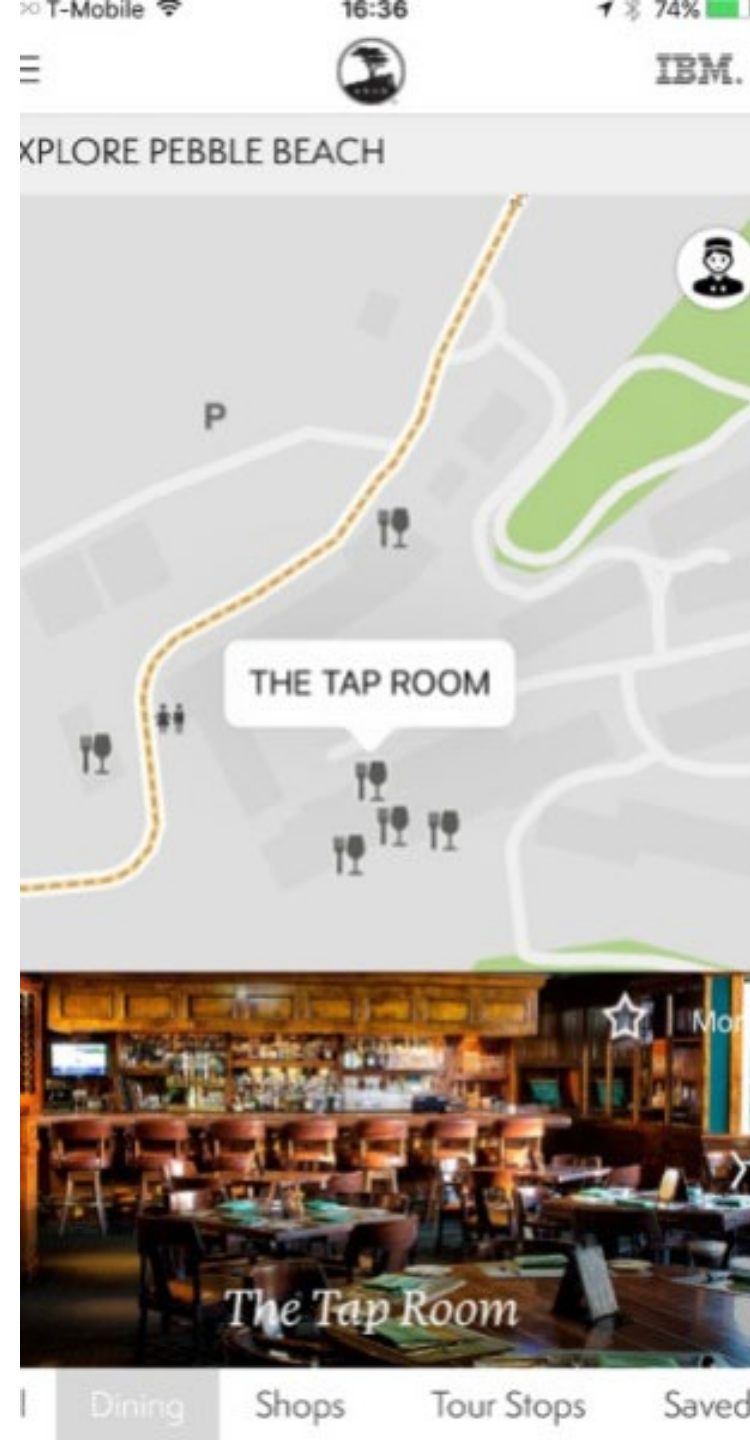 T-Mobile 16:36 74%
IBM.
XPLORE PEBBLE BEACH
P
THE TAP ROOM
Mor
The Tap Room
Dining Shops Tour Stops Saved